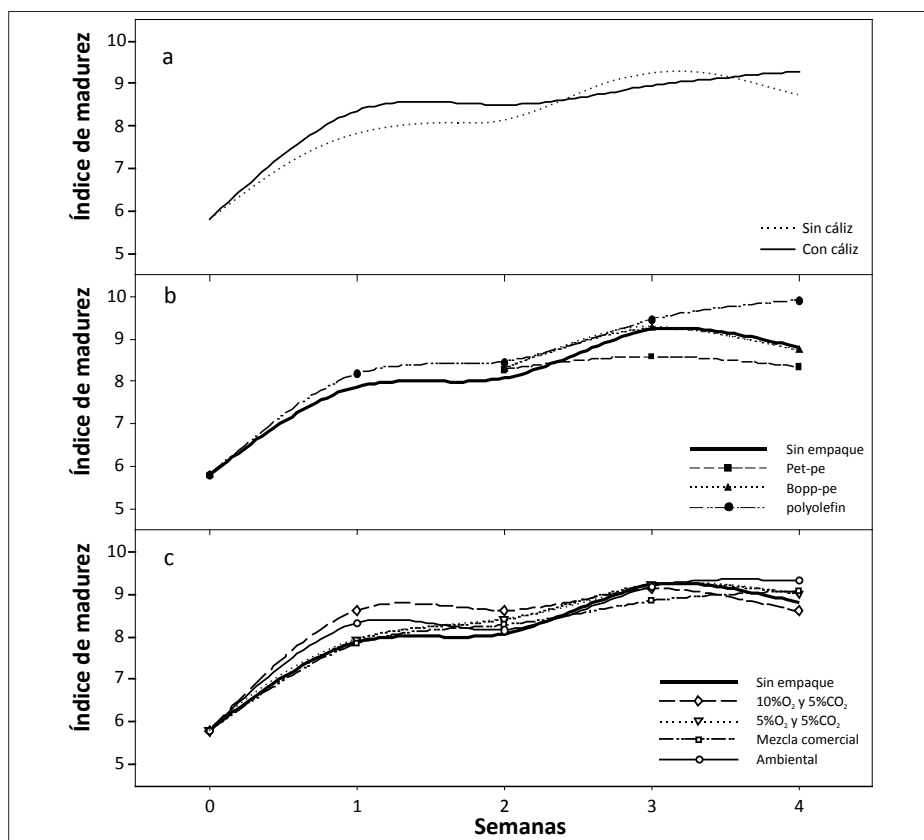 a
10
9
8
7
6
5
Índice de madurez
Sin cáliz
Con cáliz
b
10
9
8
7
6
5
Índice de madurez
Sin empaque
Pet-pe
Bopp-pe
polyolefin
c
10
9
8
7
6
5
Índice de madurez
Sin empaque
10%O₂ y 5%CO₂
5%O₂ y 5%CO₂
Mezcla comercial
Ambiental
0 1 2 3 4
Semanas